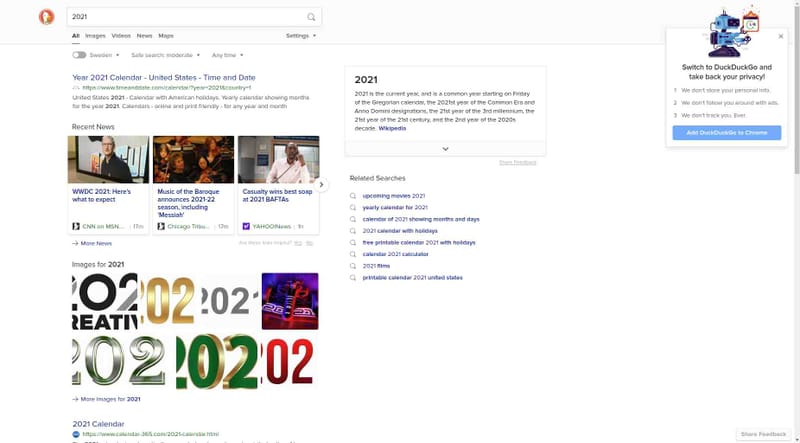 2021
All Images Videos News Maps Settings
Sweden Safe search: moderate Any time
Year 2021 Calendar - United States - Time and Date
https://www.timeanddate.com/calendar/?year=2021&country=1
United States 2021 - Calendar with American holidays. Yearly calendar showing months
for the year 2021. Calendars - online and print friendly - for any year and month
Recent News
WWDC 2021: Here's
what to expect
CNN on MSN... 17m
Music of the Baroque
announces 2021-22
season, including
'Messiah'
Chicago Tribu... 17m
Casualty wins best soap
at 2021 BAFTAs
YAHOO!News 1h
More News
Are these links helpful? Yes No
Images for 2021
202
REATIV
202
2021
2021
202
202
202
More Images for 2021
2021 Calendar
https://www.calendar-365.com/2021-calendar.html
2021
2021 is the current year, and is a common year starting on Friday
of the Gregorian calendar, the 2021st year of the Common Era and
Anno Domini designations, the 21st year of the 3rd millennium, the
21st year of the 21st century, and the 2nd year of the 2020s
decade. Wikipedia
Share Feedback
Related Searches
upcoming movies 2021
yearly calendar for 2021
calendar of 2021 showing months and days
2021 calendar with holidays
free printable calendar 2021 with holidays
calendar 2021 calculator
2021 films
printable calendar 2021 united states
Switch to DuckDuckGo and
take back your privacy!
1 We don't store your personal info.
2 We don't follow you around with ads.
3 We don't track you. Ever.
Add DuckDuckGo to Chrome
Share Feedback